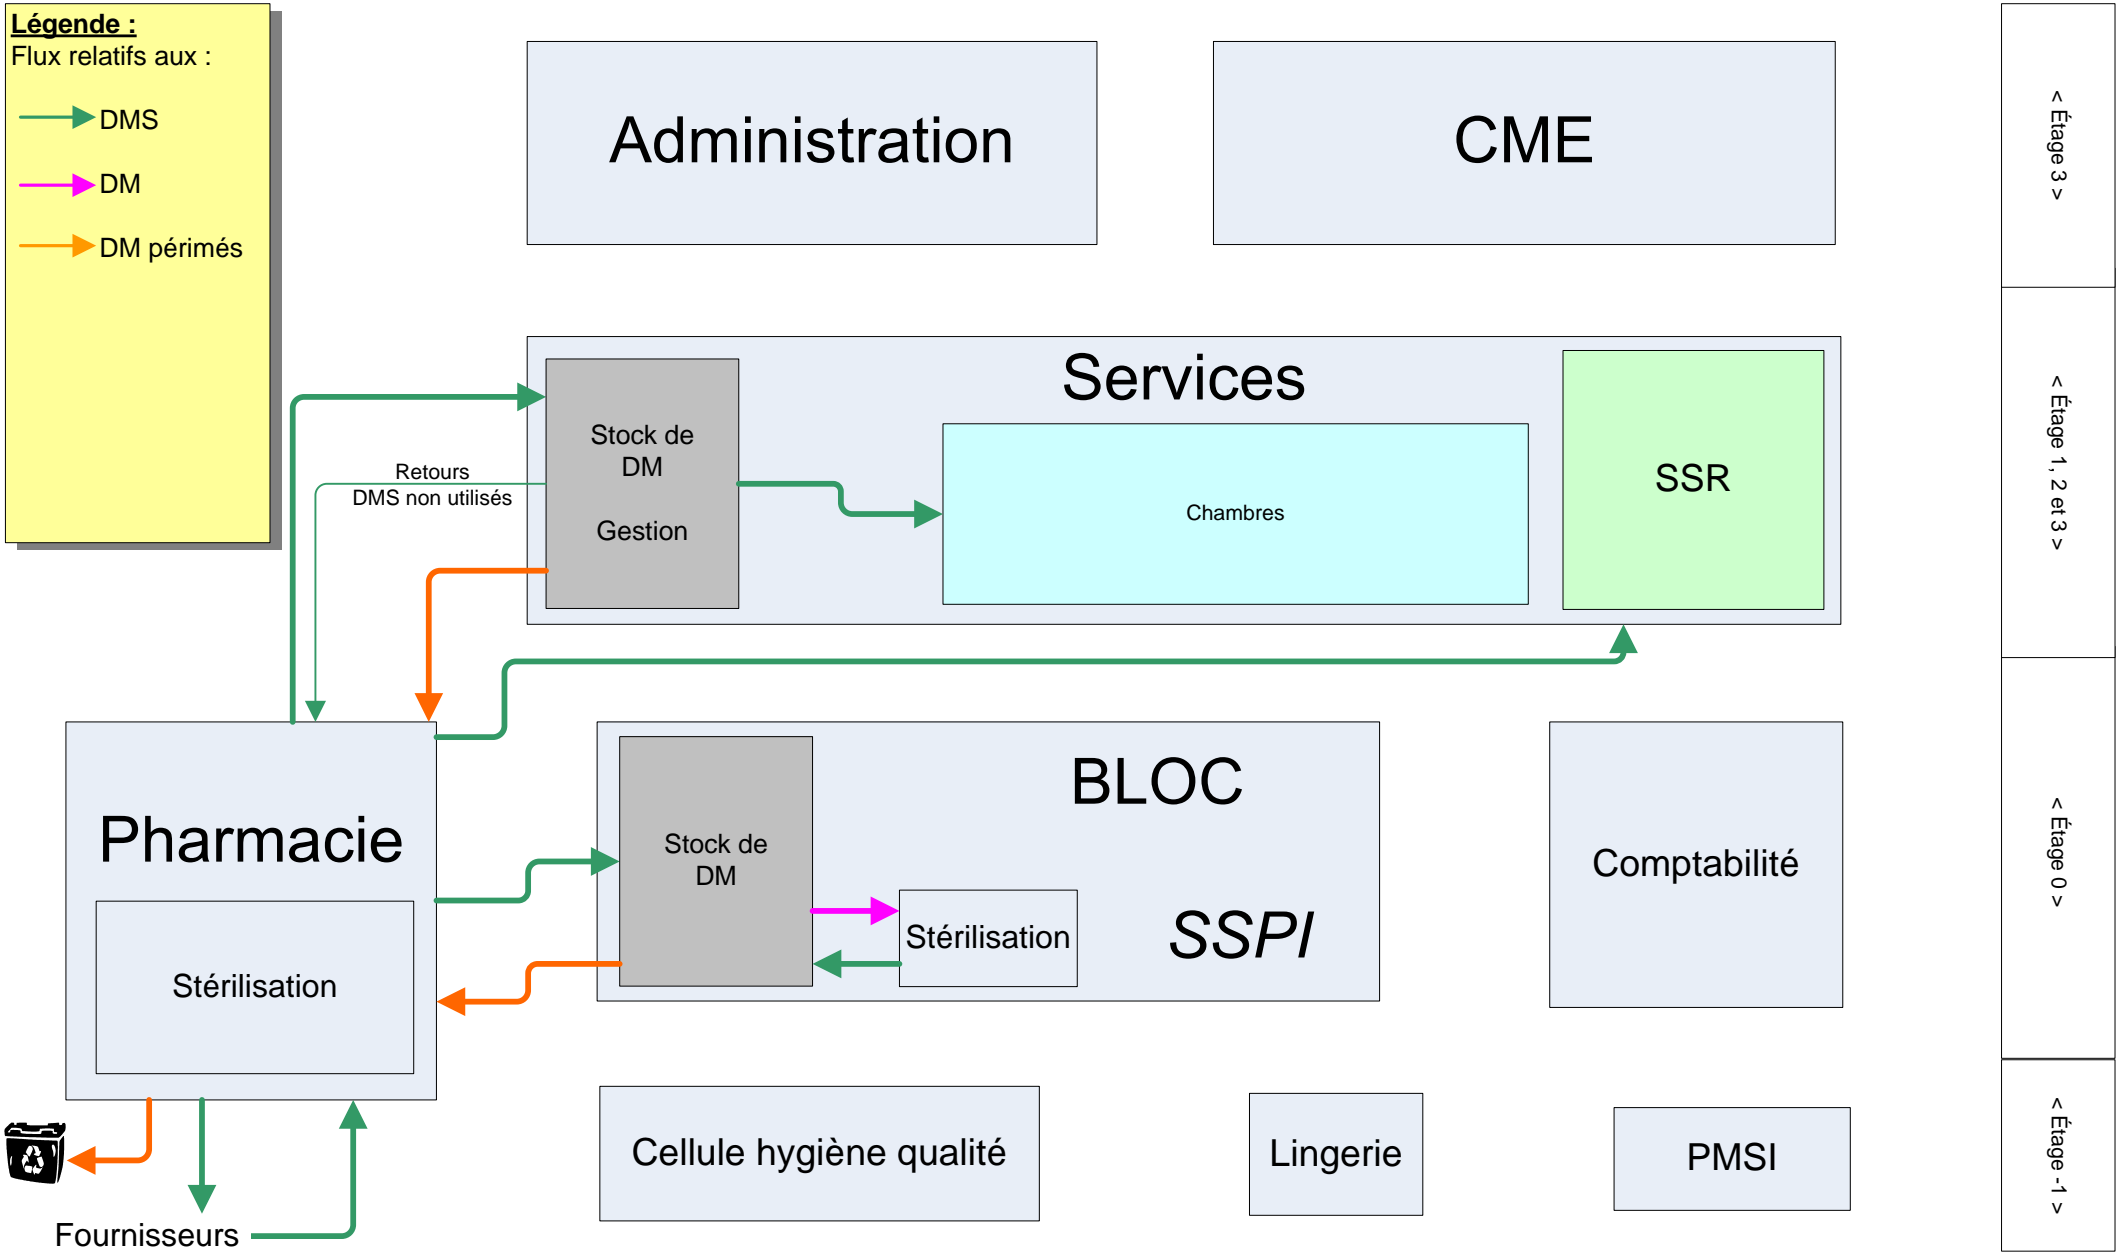 Légende :
Flux relatifs aux :
DMS
DM
DM périmés
Administration
CME
< Étage 3 >
Services
Stock de
DM
Gestion
Chambres
SSR
< Étage 1, 2 et 3 >
Retours
DMS non utilisés
Pharmacie
Stérilisation
BLOC
Stock de
DM
Stérilisation
SSPI
Comptabilité
< Étage 0 >
Cellule hygiène qualité
Lingerie
PMSI
< Étage -1 >
Fournisseurs